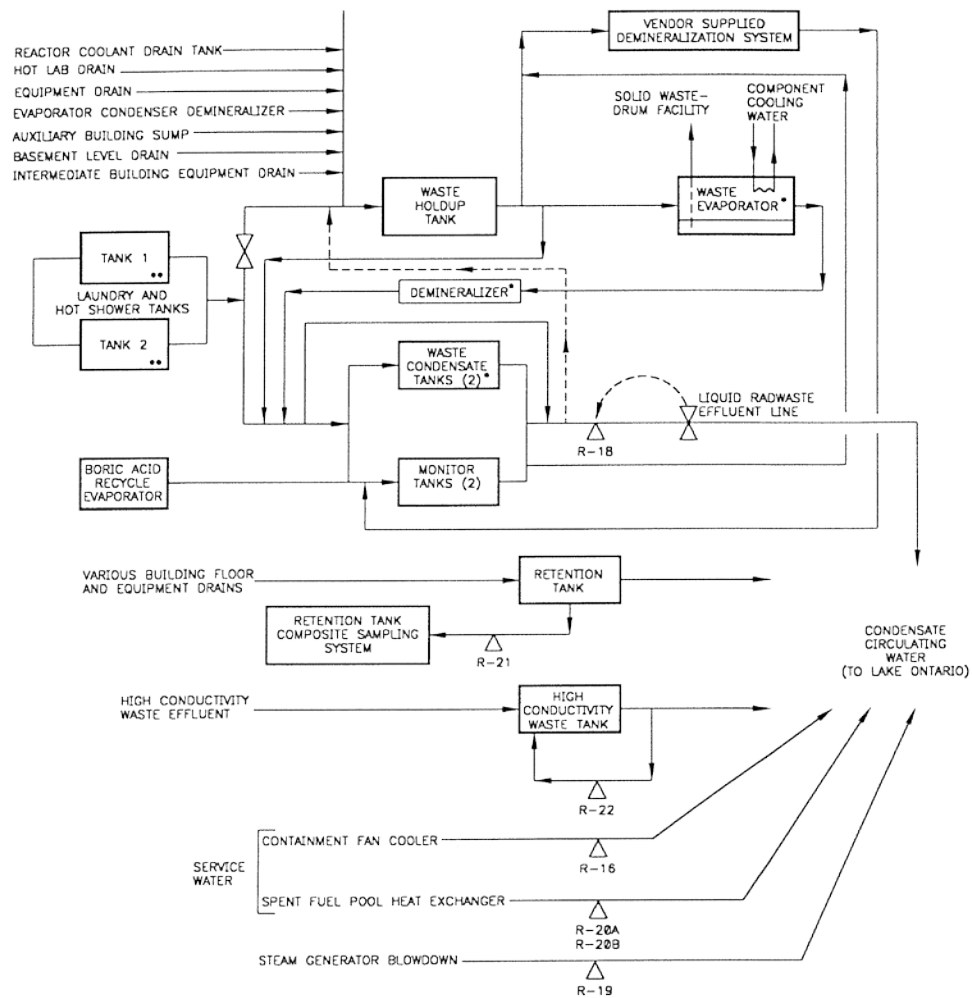 VENDOR SUPPLIED
DEMINERALIZATION SYSTEM
REACTOR COOLANT DRAIN TANK
HOT LAB DRAIN
EQUIPMENT DRAIN
EVAPORATOR CONDENSER DEMINERALIZER
AUXILIARY BUILDING SUMP
BASEMENT LEVEL DRAIN
INTERMEDIATE BUILDING EQUIPMENT DRAIN
SOLID WASTE-
DRUM FACILITY
COMPONENT
COOLING
WATER
WASTE
HOLDUP
TANK
WASTE
EVAPORATOR*
TANK 1
**
LAUNDRY AND
HOT SHOWER TANKS
TANK 2
**
DEMINERALIZER*
WASTE
CONDENSATE
TANKS (2)*
LIQUID RADWASTE
EFFLUENT LINE
R-18
BORIC ACID
RECYCLE
EVAPORATOR
MONITOR
TANKS (2)
VARIOUS BUILDING FLOOR
AND EQUIPMENT DRAINS
RETENTION
TANK
RETENTION TANK
COMPOSITE SAMPLING
SYSTEM
R-21
CONDENSATE
CIRCULATING
WATER
(TO LAKE ONTARIO)
HIGH CONDUCTIVITY
WASTE EFFLUENT
HIGH
CONDUCTIVITY
WASTE TANK
R-22
SERVICE
WATER
CONTAINMENT FAN COOLER
R-16
SPENT FUEL POOL HEAT EXCHANGER
R-20A
R-20B
STEAM GENERATOR BLOWDOWN
R-19